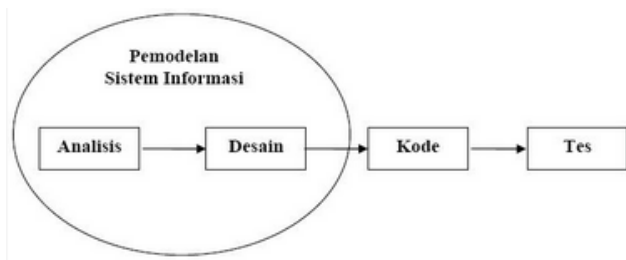 Pemodelan
Sistem Informasi
Analisis
Desain
Kode
Tes